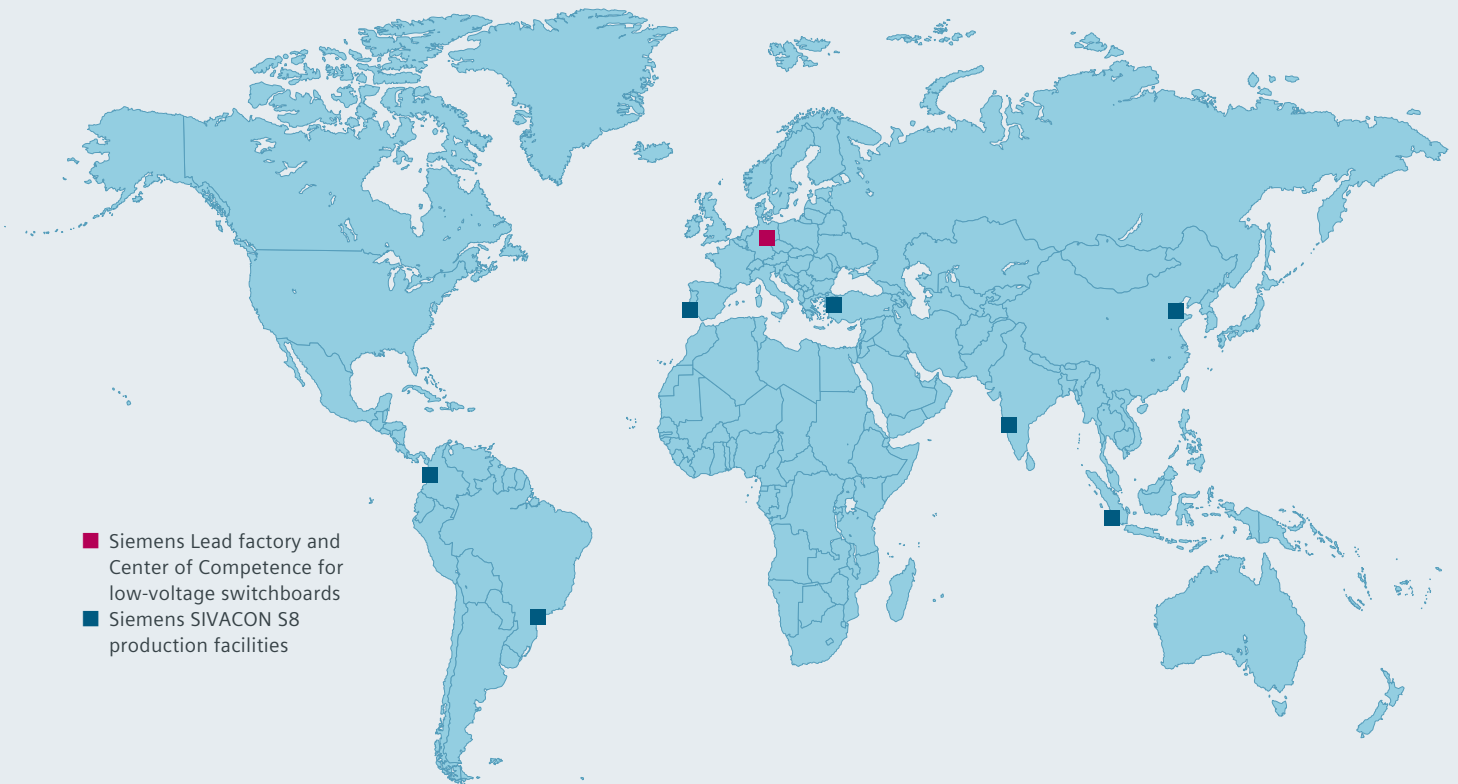 Siemens Lead factory and
Center of Competence for
low-voltage switchboards
Siemens SIVACON S8
production facilities